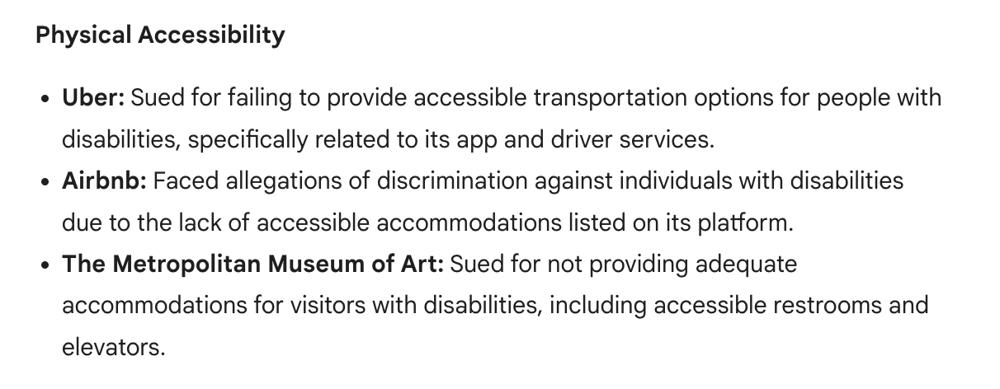 Physical Accessibility
• Uber: Sued for failing to provide accessible transportation options for people with
disabilities, specifically related to its app and driver services.
• Airbnb: Faced allegations of discrimination against individuals with disabilities
due to the lack of accessible accommodations listed on its platform.
• The Metropolitan Museum of Art: Sued for not providing adequate
accommodations for visitors with disabilities, including accessible restrooms and
elevators.